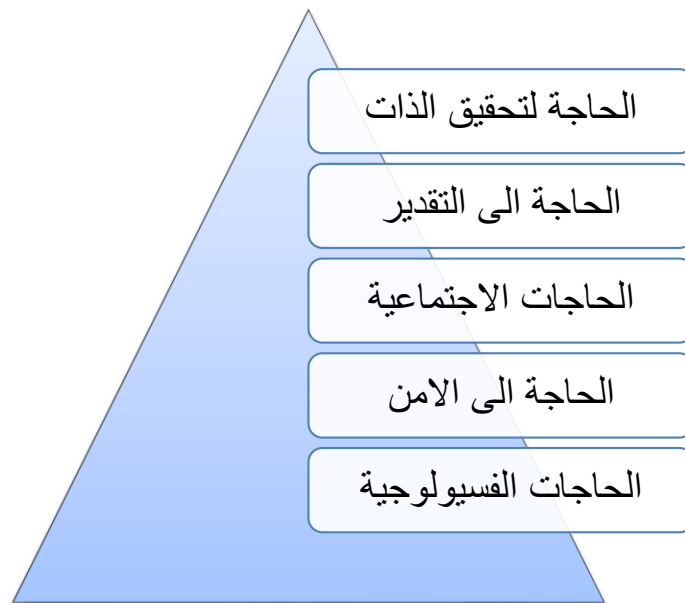 الحاجة لتحقيق الذات
الحاجة الى التقدير
الحاجات الاجتماعية
الحاجة الى الامن
الحاجات الفسيولوجية